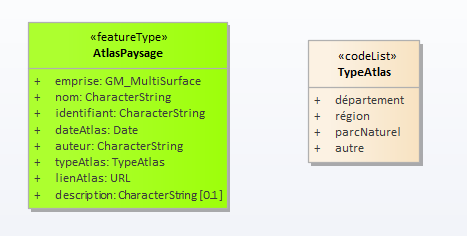 «featureType»
AtlasPaysage
+ emprise: GM_MultiSurface
+ nom: CharacterString
+ identifiant: CharacterString
+ dateAtlas: Date
+ auteur: CharacterString
+ typeAtlas: TypeAtlas
+ lienAtlas: URL
+ description: CharacterString [0..1]
«codeList»
TypeAtlas
+ département
+ région
+ parcNaturel
+ autre